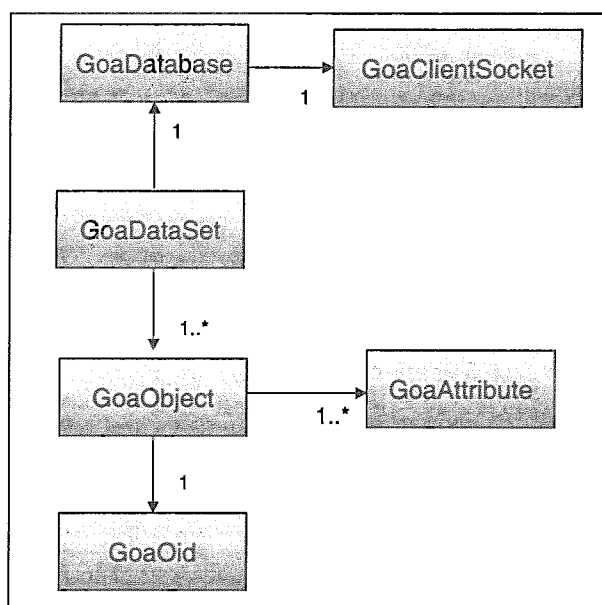 GoaDatabase
GoaClientSocket
1
1
GoaDataSet
1..*
GoaObject
GoaAttribute
1..*
1
GoaOid